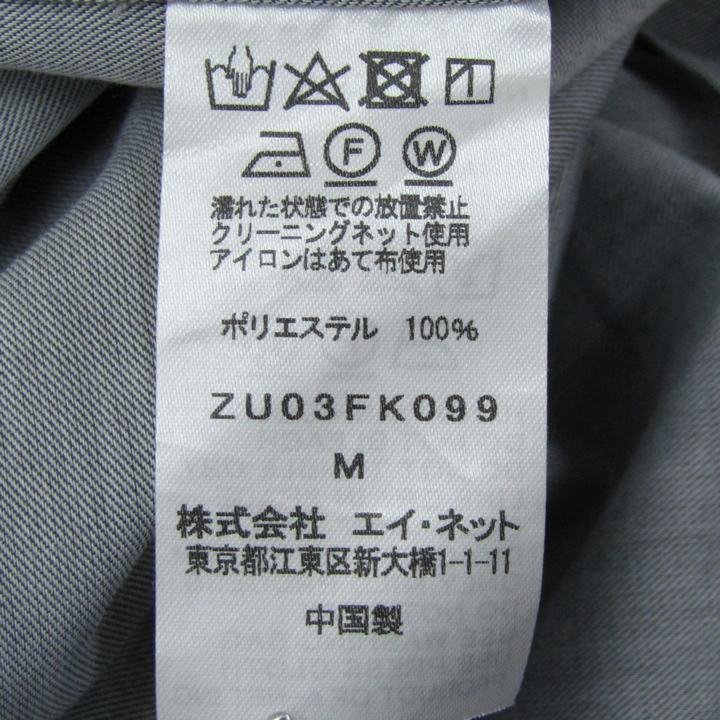 F W
濡れた状態での放置禁止
クリーニングネット使用
アイロンはあて布使用
ポリエステル 100%
ZU03FK099
M
株式会社 エイ・ネット
東京都江東区新大橋1-1-11
中国製